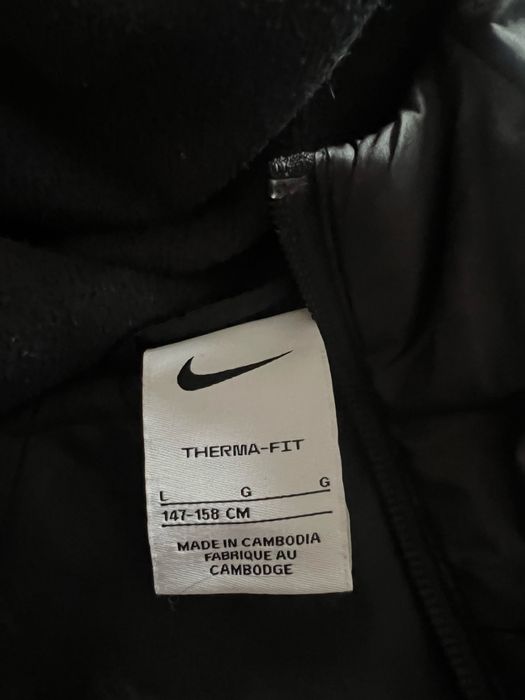 THERMA-FIT
L G G
147-158 CM
MADE IN CAMBODIA
FABRIQUE AU
CAMBODGE